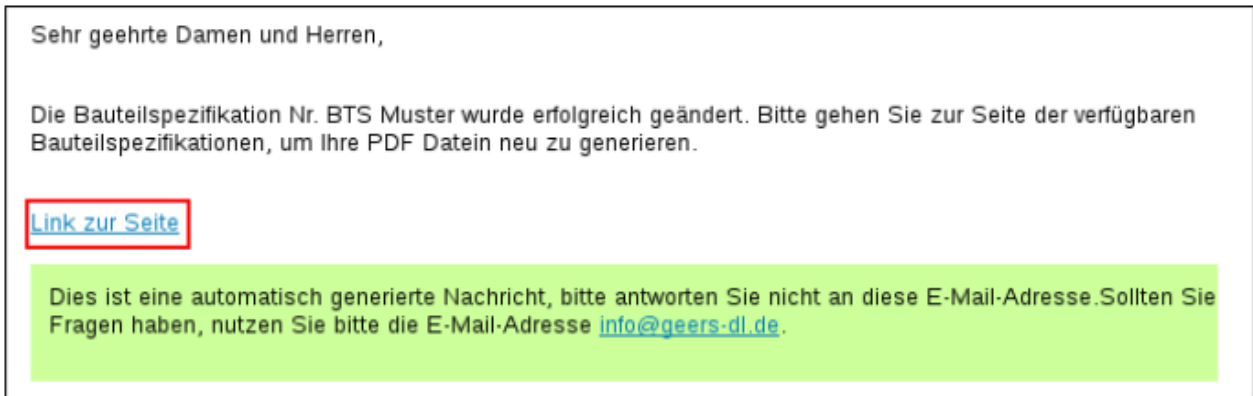 Sehr geehrte Damen und Herren,
Die Bauteilspezifikation Nr. BTS Muster wurde erfolgreich geändert. Bitte gehen Sie zur Seite der verfügbaren
Bauteilspezifikationen, um Ihre PDF Datein neu zu generieren.
Link zur Seite
Dies ist eine automatisch generierte Nachricht, bitte antworten Sie nicht an diese E-Mail-Adresse.Sollten Sie
Fragen haben, nutzen Sie bitte die E-Mail-Adresse info@geers-dl.de.